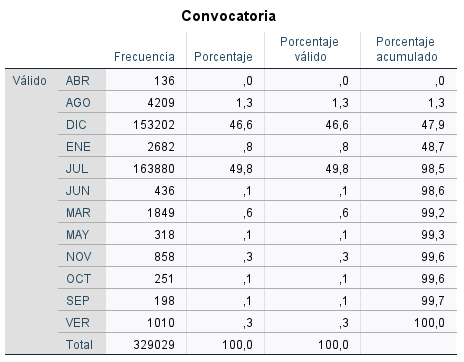 Convocatoria
Frecuencia Porcentaje Porcentaje válido Porcentaje acumulado
Válido ABR 136 ,0 ,0 ,0
AGO 4209 1,3 1,3 1,3
DIC 153202 46,6 46,6 47,9
ENE 2682 ,8 ,8 48,7
JUL 163880 49,8 49,8 98,5
JUN 436 ,1 ,1 98,6
MAR 1849 ,6 ,6 99,2
MAY 318 ,1 ,1 99,3
NOV 858 ,3 ,3 99,6
OCT 251 ,1 ,1 99,6
SEP 198 ,1 ,1 99,7
VER 1010 ,3 ,3 100,0
Total 329029 100,0 100,0